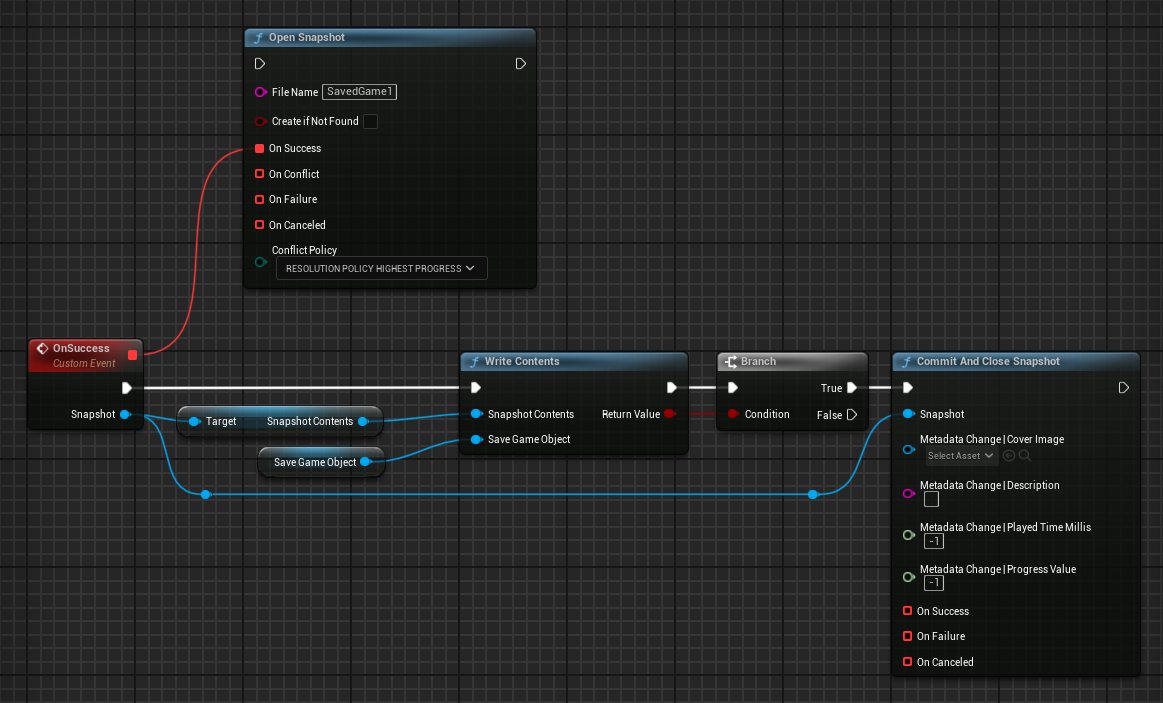 Open Snapshot
File Name SavedGame1
Create if Not Found
On Success
On Conflict
On Failure
On Canceled
Conflict Policy
RESOLUTION POLICY HIGHEST PROGRESS
OnSuccess
Custom Event
Snapshot
Target Snapshot Contents
Save Game Object
Write Contents
Snapshot Contents Return Value
Save Game Object
Branch
True
Condition False
Commit And Close Snapshot
Snapshot
Metadata Change | Cover Image
Select Asset
Metadata Change | Description
Metadata Change | Played Time Millis
-1
Metadata Change | Progress Value
-1
On Success
On Failure
On Canceled